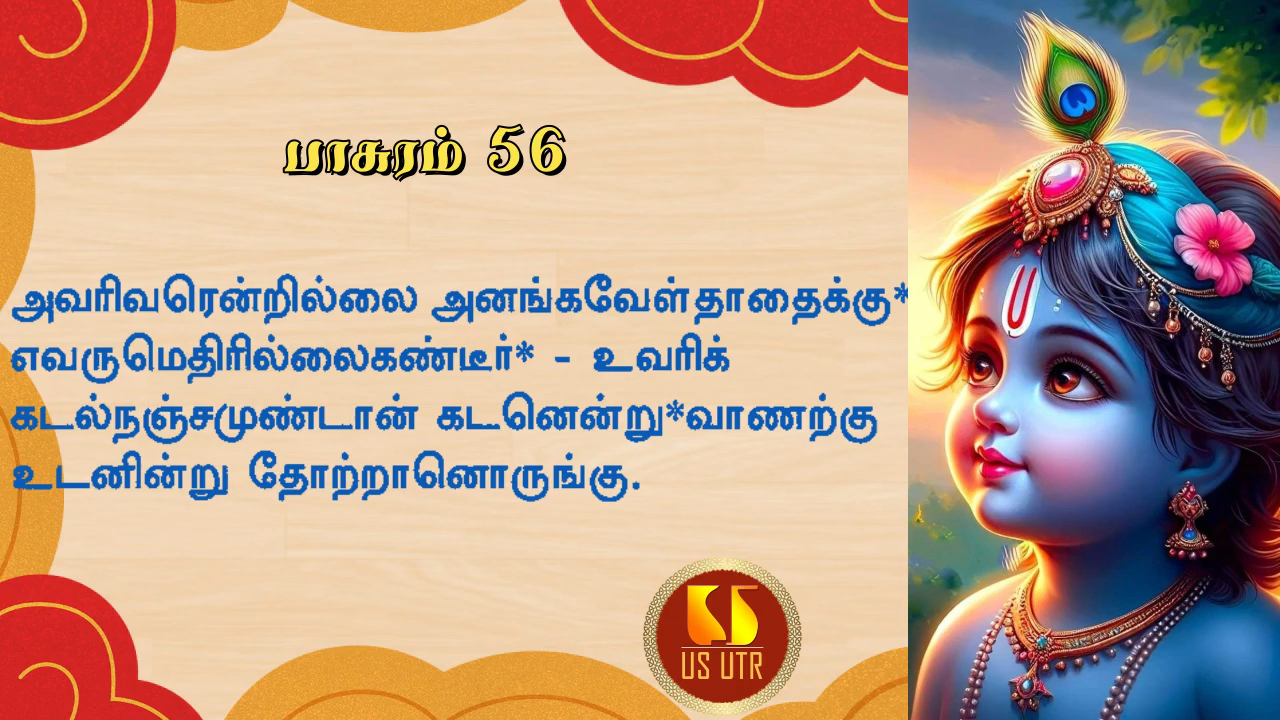 பாசுரம் 56
அவரிவரென்றில்லை அனங்கவேள்தாதைக்கு*
எவருமெதிரில்லைகண்டீர்* - உவரிக்
கடல்நஞ்சமுண்டான் கடனென்று*வாணற்கு
உடனின்று தோற்றானொருங்கு.
US UTR